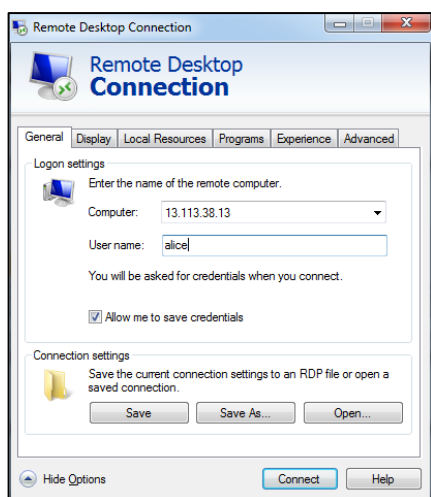 Remote Desktop Connection
Remote Desktop
Connection
General Display Local Resources Programs Experience Advanced
Logon settings
Enter the name of the remote computer.
Computer: 13.113.38.13
User name: alice
You will be asked for credentials when you connect.
Allow me to save credentials
Connection settings
Save the current connection settings to an RDP file or open a
saved connection.
Save Save As... Open...
Hide Options Connect Help